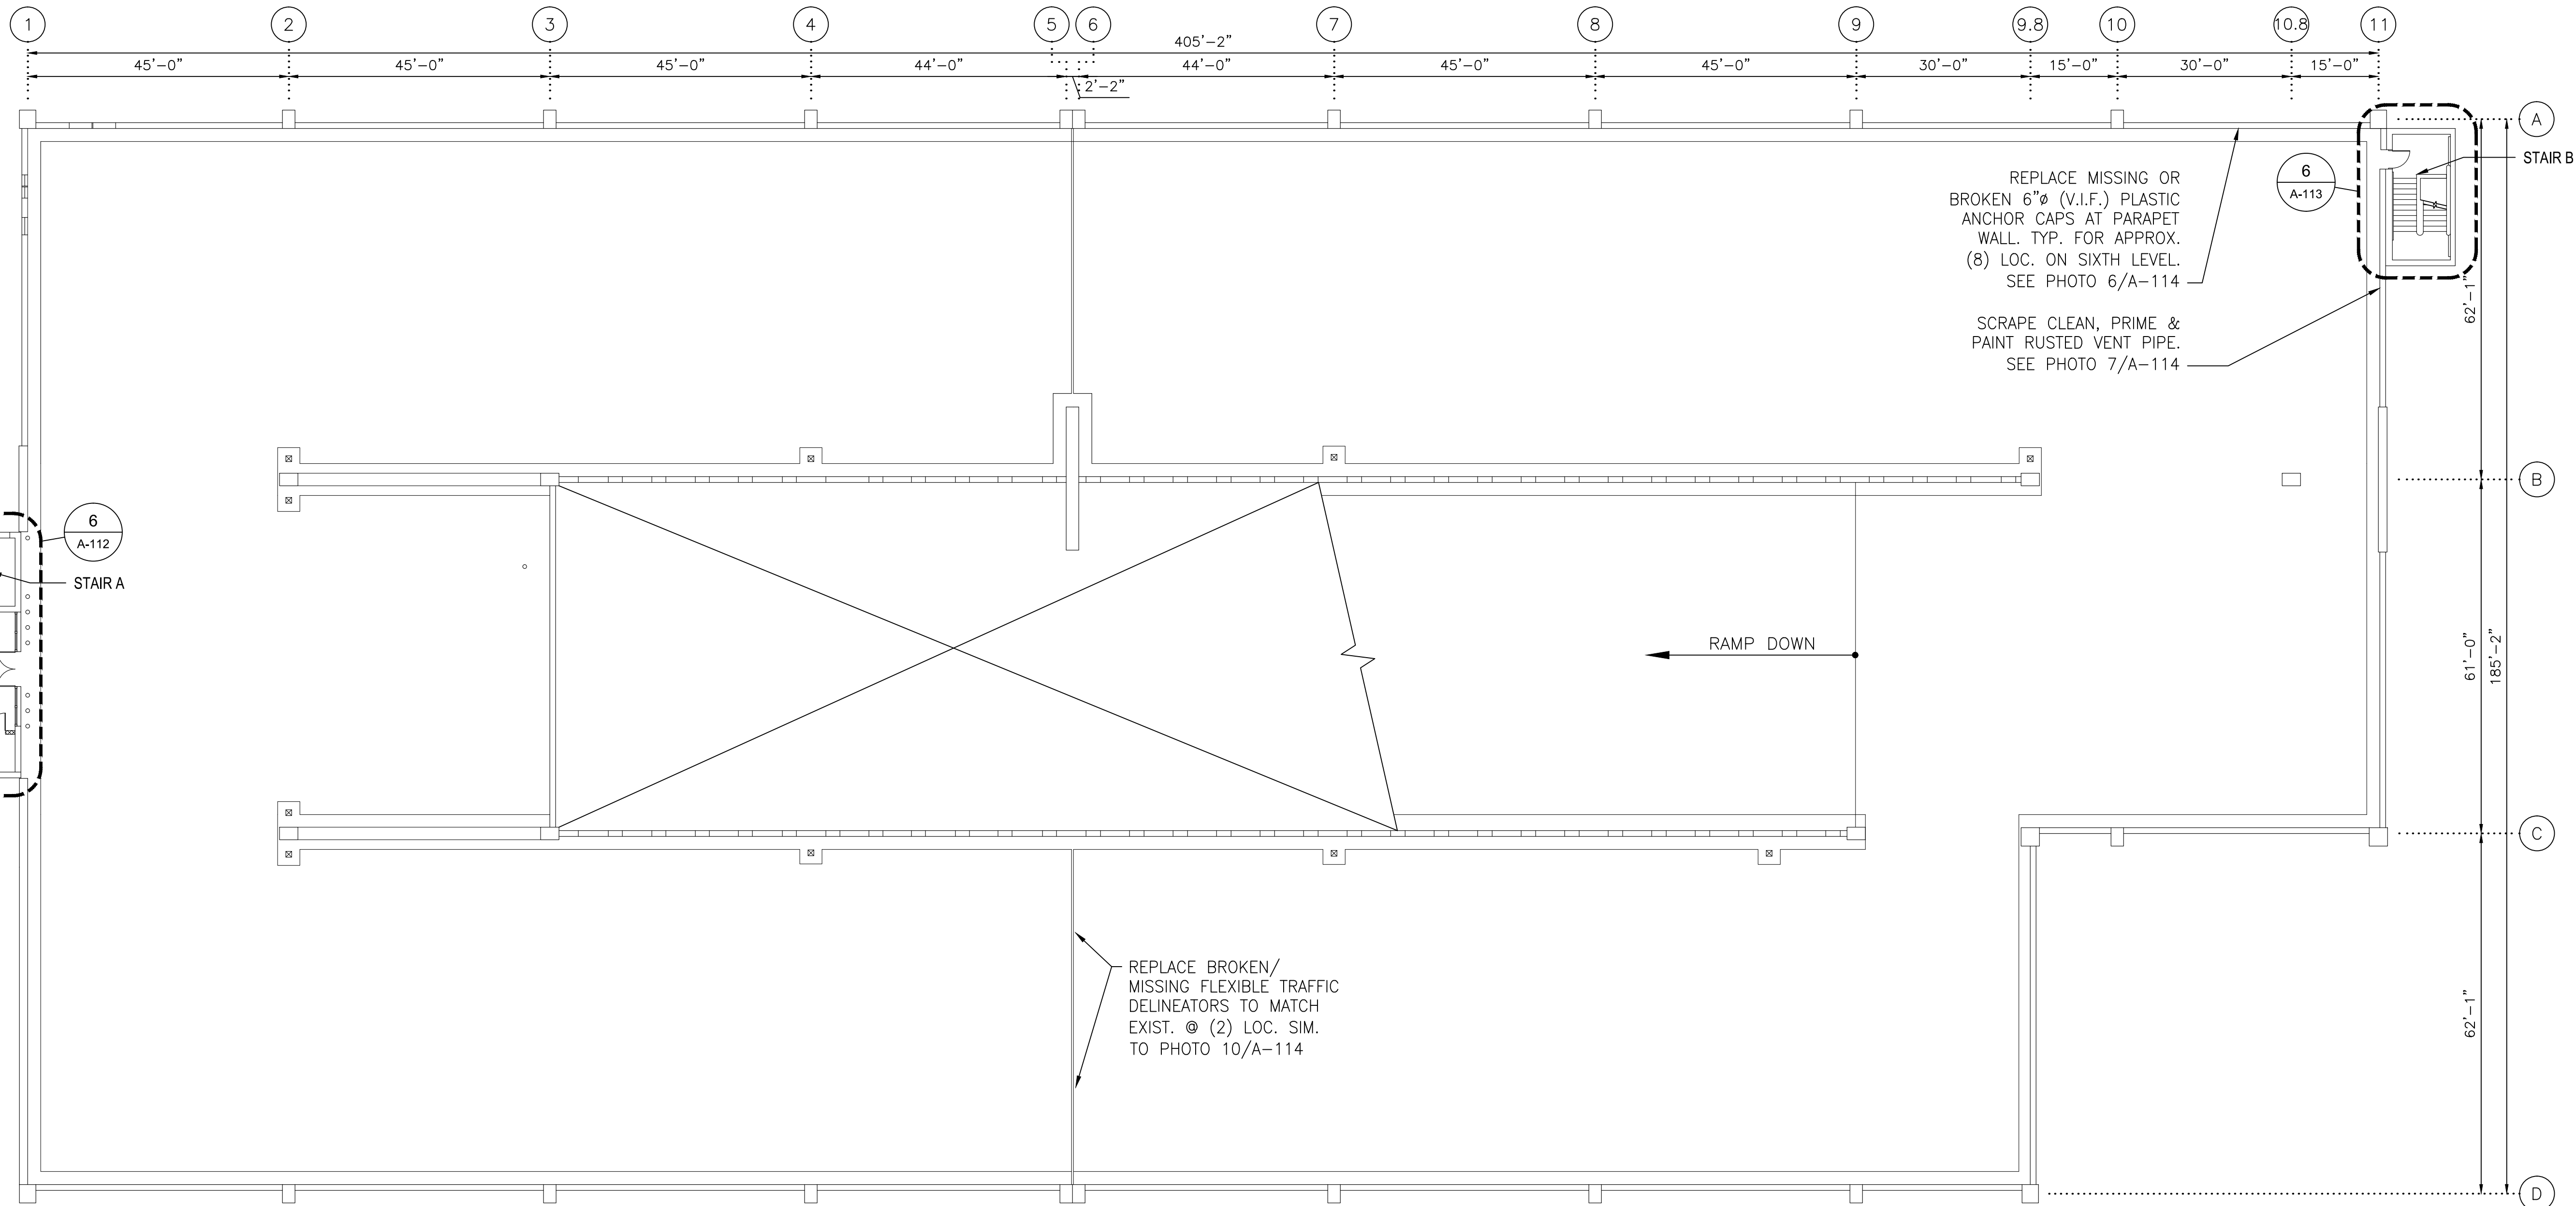 1
2
3
4
5
6
7
8
9
9.8
10
10.8
11
405'-2"
45'-0"
45'-0"
45'-0"
44'-0"
2'-2"
44'-0"
45'-0"
45'-0"
30'-0"
15'-0"
30'-0"
15'-0"
A
STAIR B
6
A-113
REPLACE MISSING OR
BROKEN 6"ø (V.I.F.) PLASTIC
ANCHOR CAPS AT PARAPET
WALL. TYP. FOR APPROX.
(8) LOC. ON SIXTH LEVEL.
SEE PHOTO 6/A-114
SCRAPE CLEAN, PRIME &
PAINT RUSTED VENT PIPE.
SEE PHOTO 7/A-114
62'-1"
B
6
A-112
STAIR A
RAMP DOWN
61'-0"
185'-2"
C
REPLACE BROKEN/
MISSING FLEXIBLE TRAFFIC
DELINEATORS TO MATCH
EXIST. @ (2) LOC. SIM.
TO PHOTO 10/A-114
62'-1"
D